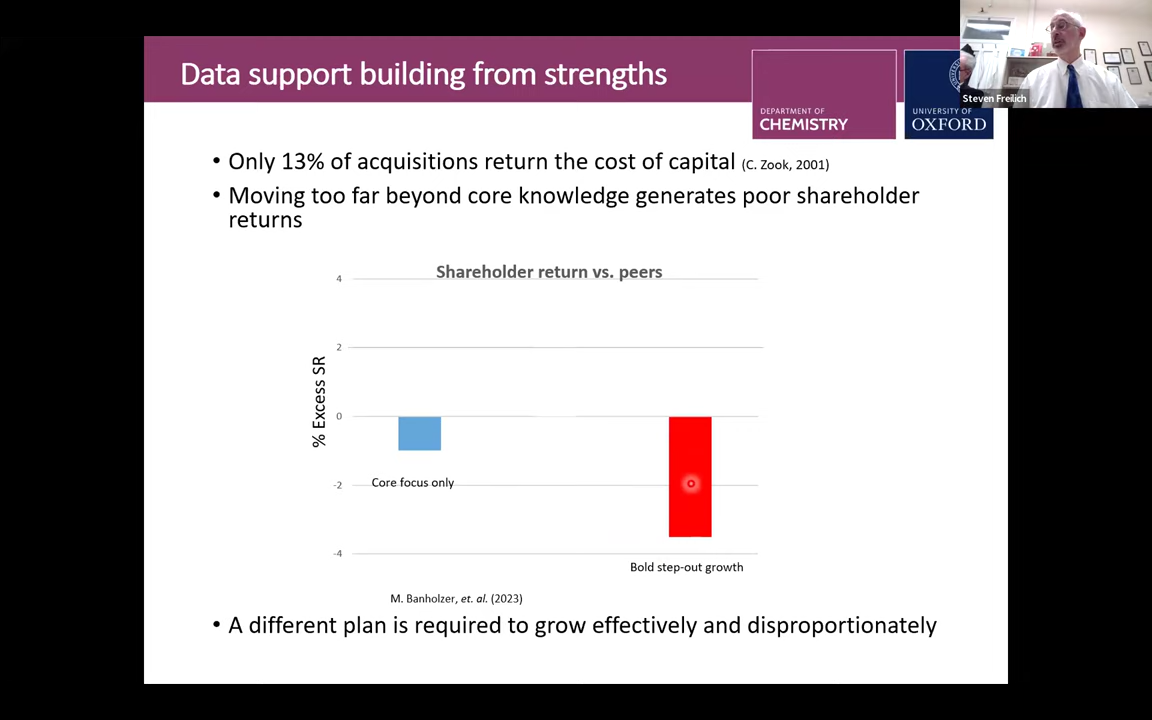 Data support building from strengths
DEPARTMENT OF
CHEMISTRY
UNIVERSITY OF
OXFORD
Steven Freilich
• Only 13% of acquisitions return the cost of capital (C. Zook, 2001)
• Moving too far beyond core knowledge generates poor shareholder
returns
Shareholder return vs. peers
% Excess SR
4
2
0
-2
-4
Core focus only
Bold step-out growth
M. Banholzer, et. al. (2023)
• A different plan is required to grow effectively and disproportionately